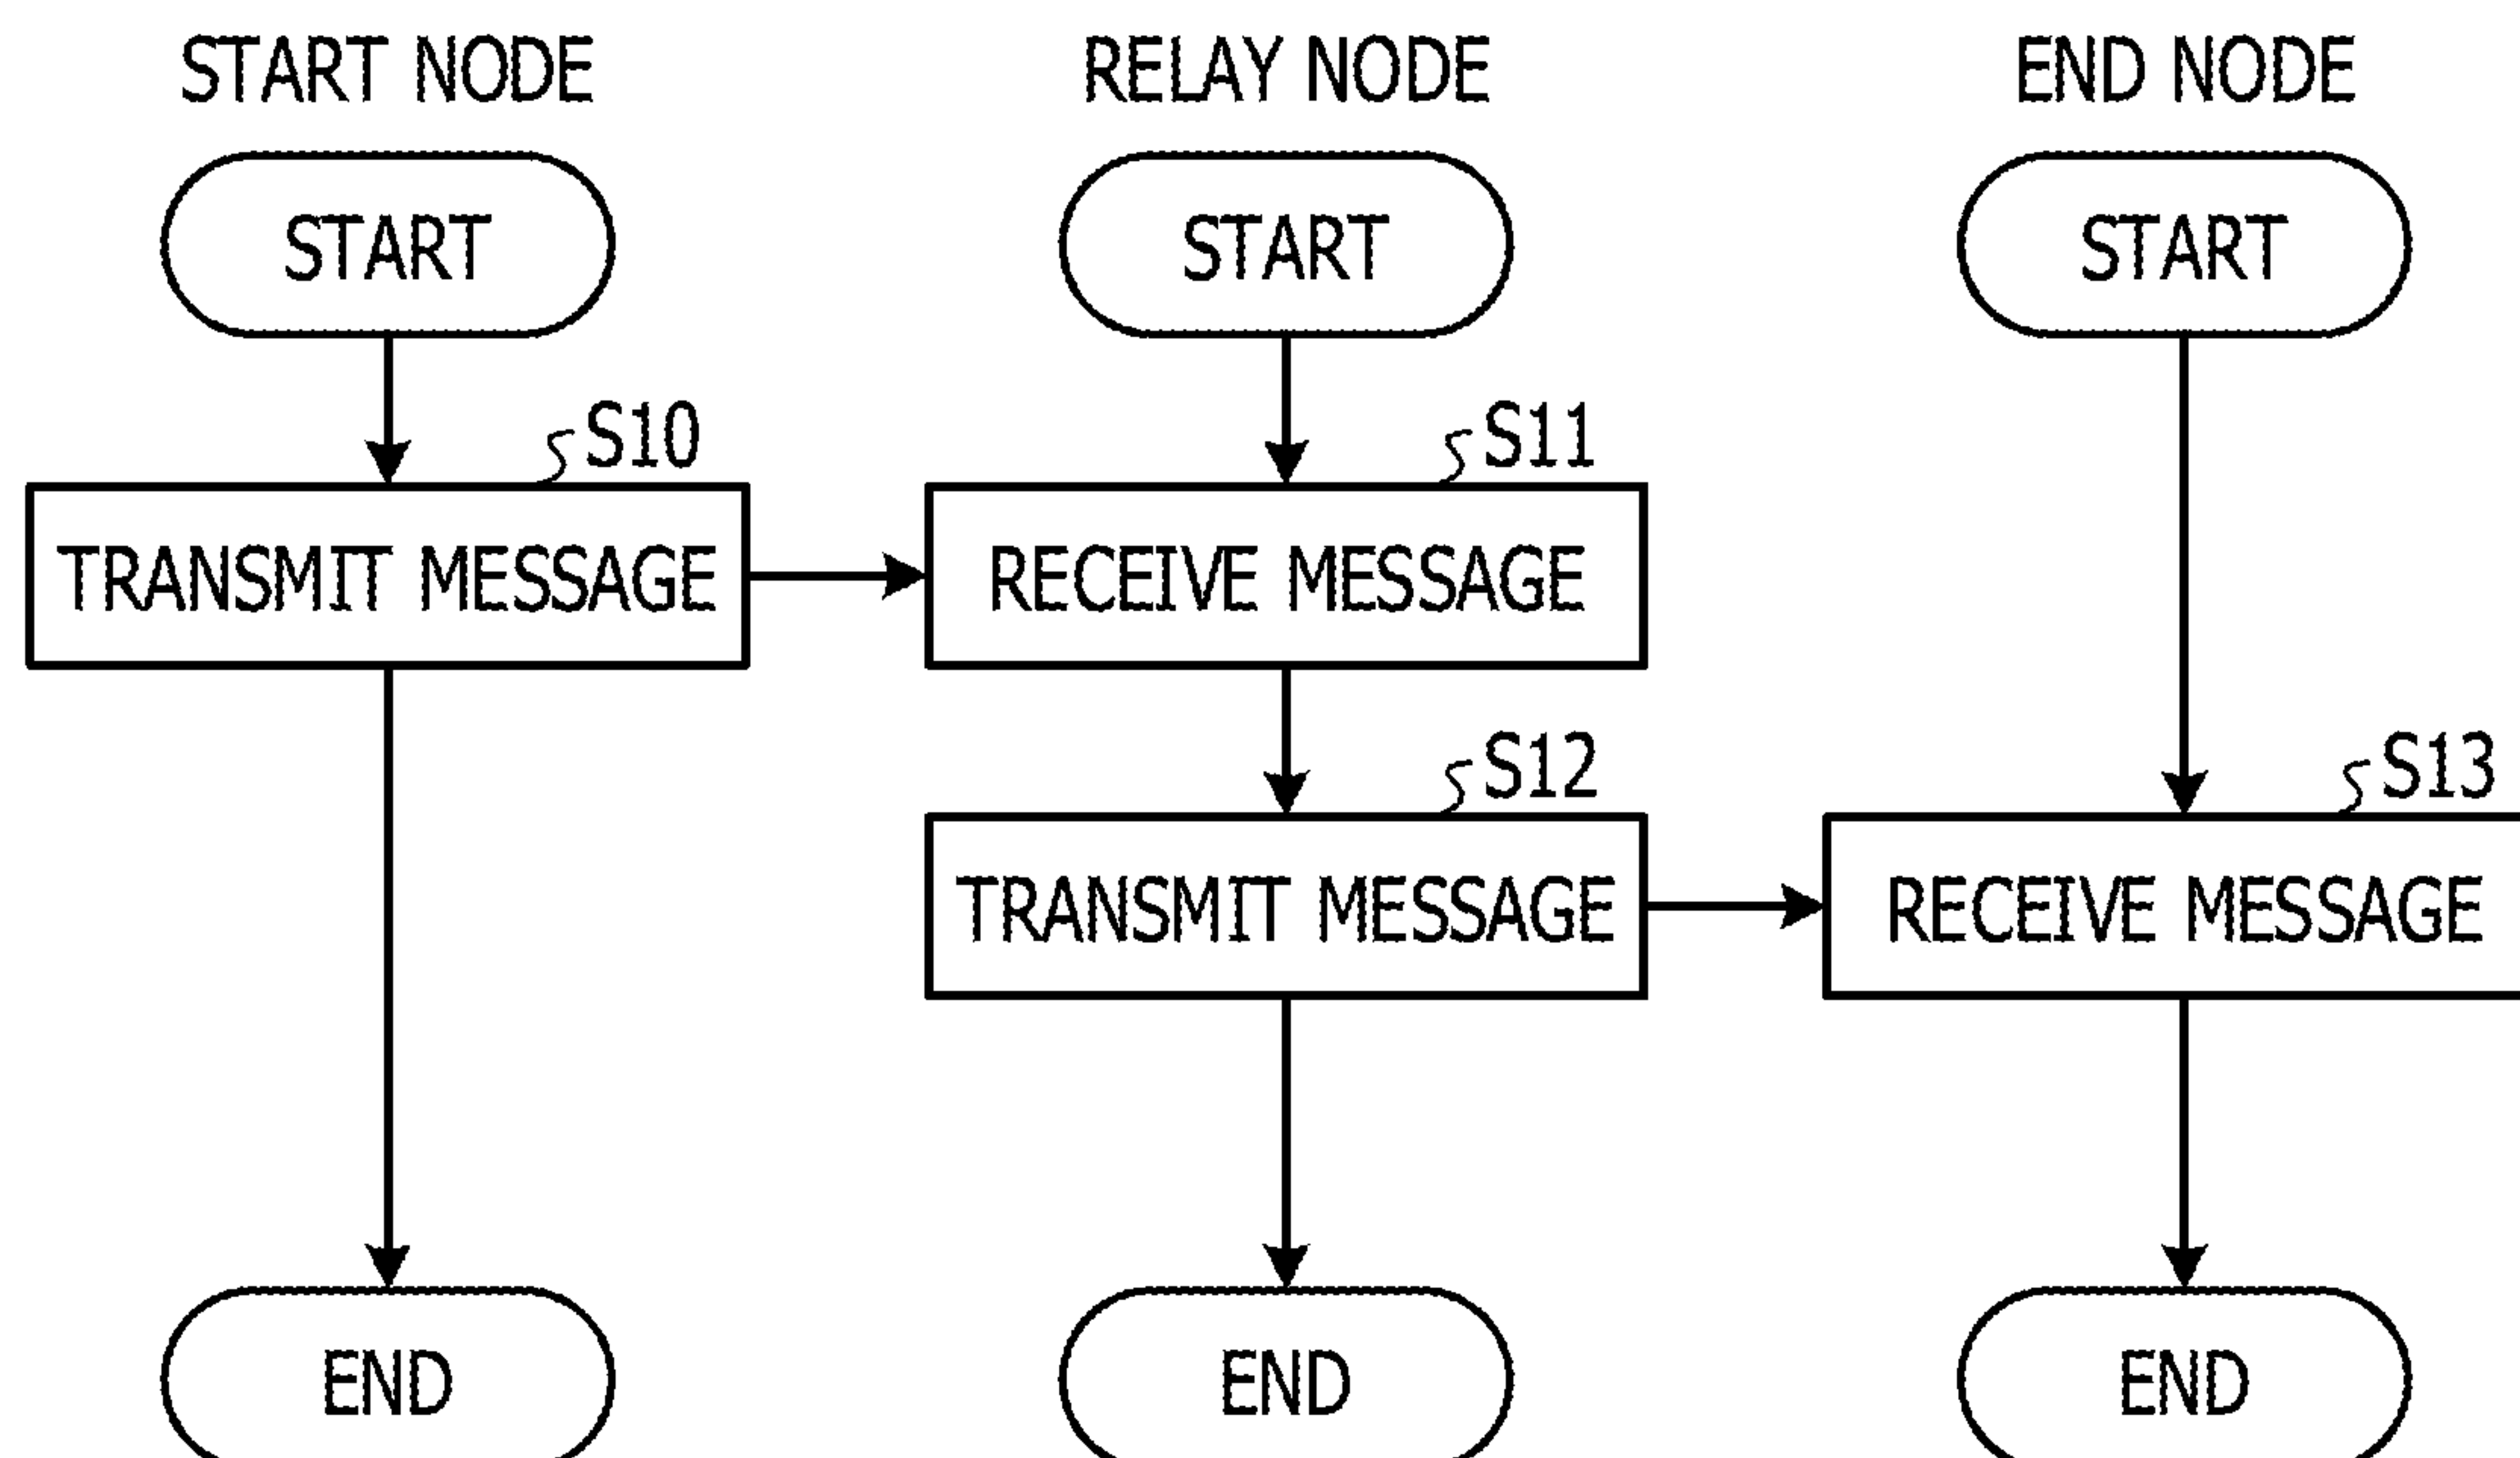 START NODE
RELAY NODE
END NODE
START
START
START
S10
S11
TRANSMIT MESSAGE
RECEIVE MESSAGE
S12
S13
TRANSMIT MESSAGE
RECEIVE MESSAGE
END
END
END